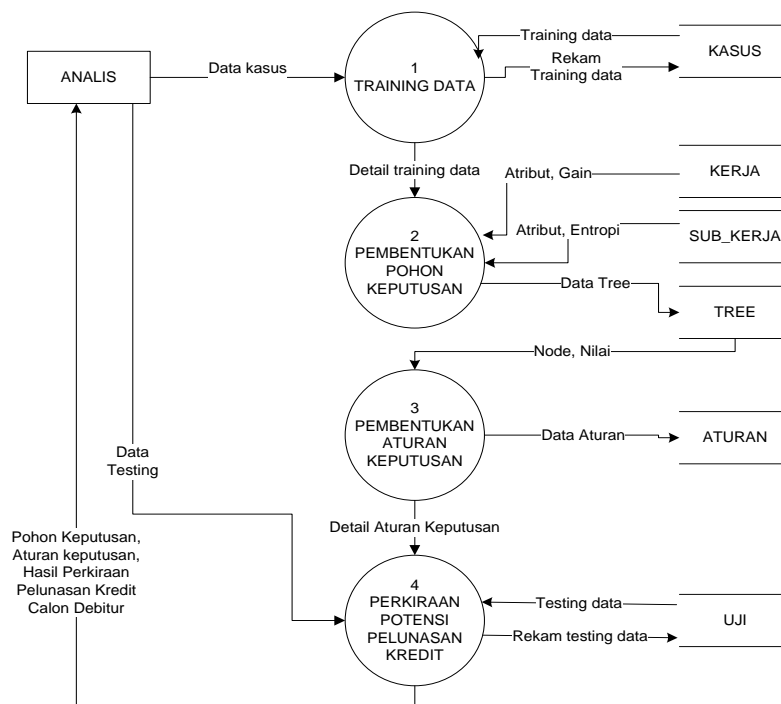 ANALIS
Data kasus
1
TRAINING DATA
Training data
Rekam
Training data
KASUS
Detail training data
Atribut, Gain
KERJA
2
PEMBENTUKAN
POHON
KEPUTUSAN
Atribut, Entropi
SUB_KERJA
Data Tree
TREE
Node, Nilai
3
PEMBENTUKAN
ATURAN
KEPUTUSAN
Data Aturan
ATURAN
Data
Testing
Detail Aturan Keputusan
Pohon Keputusan,
Aturan keputusan,
Hasil Perkiraan
Pelunasan Kredit
Calon Debitur
4
PERKIRAAN
POTENSI
PELUNASAN
KREDIT
Testing data
Rekam testing data
UJI